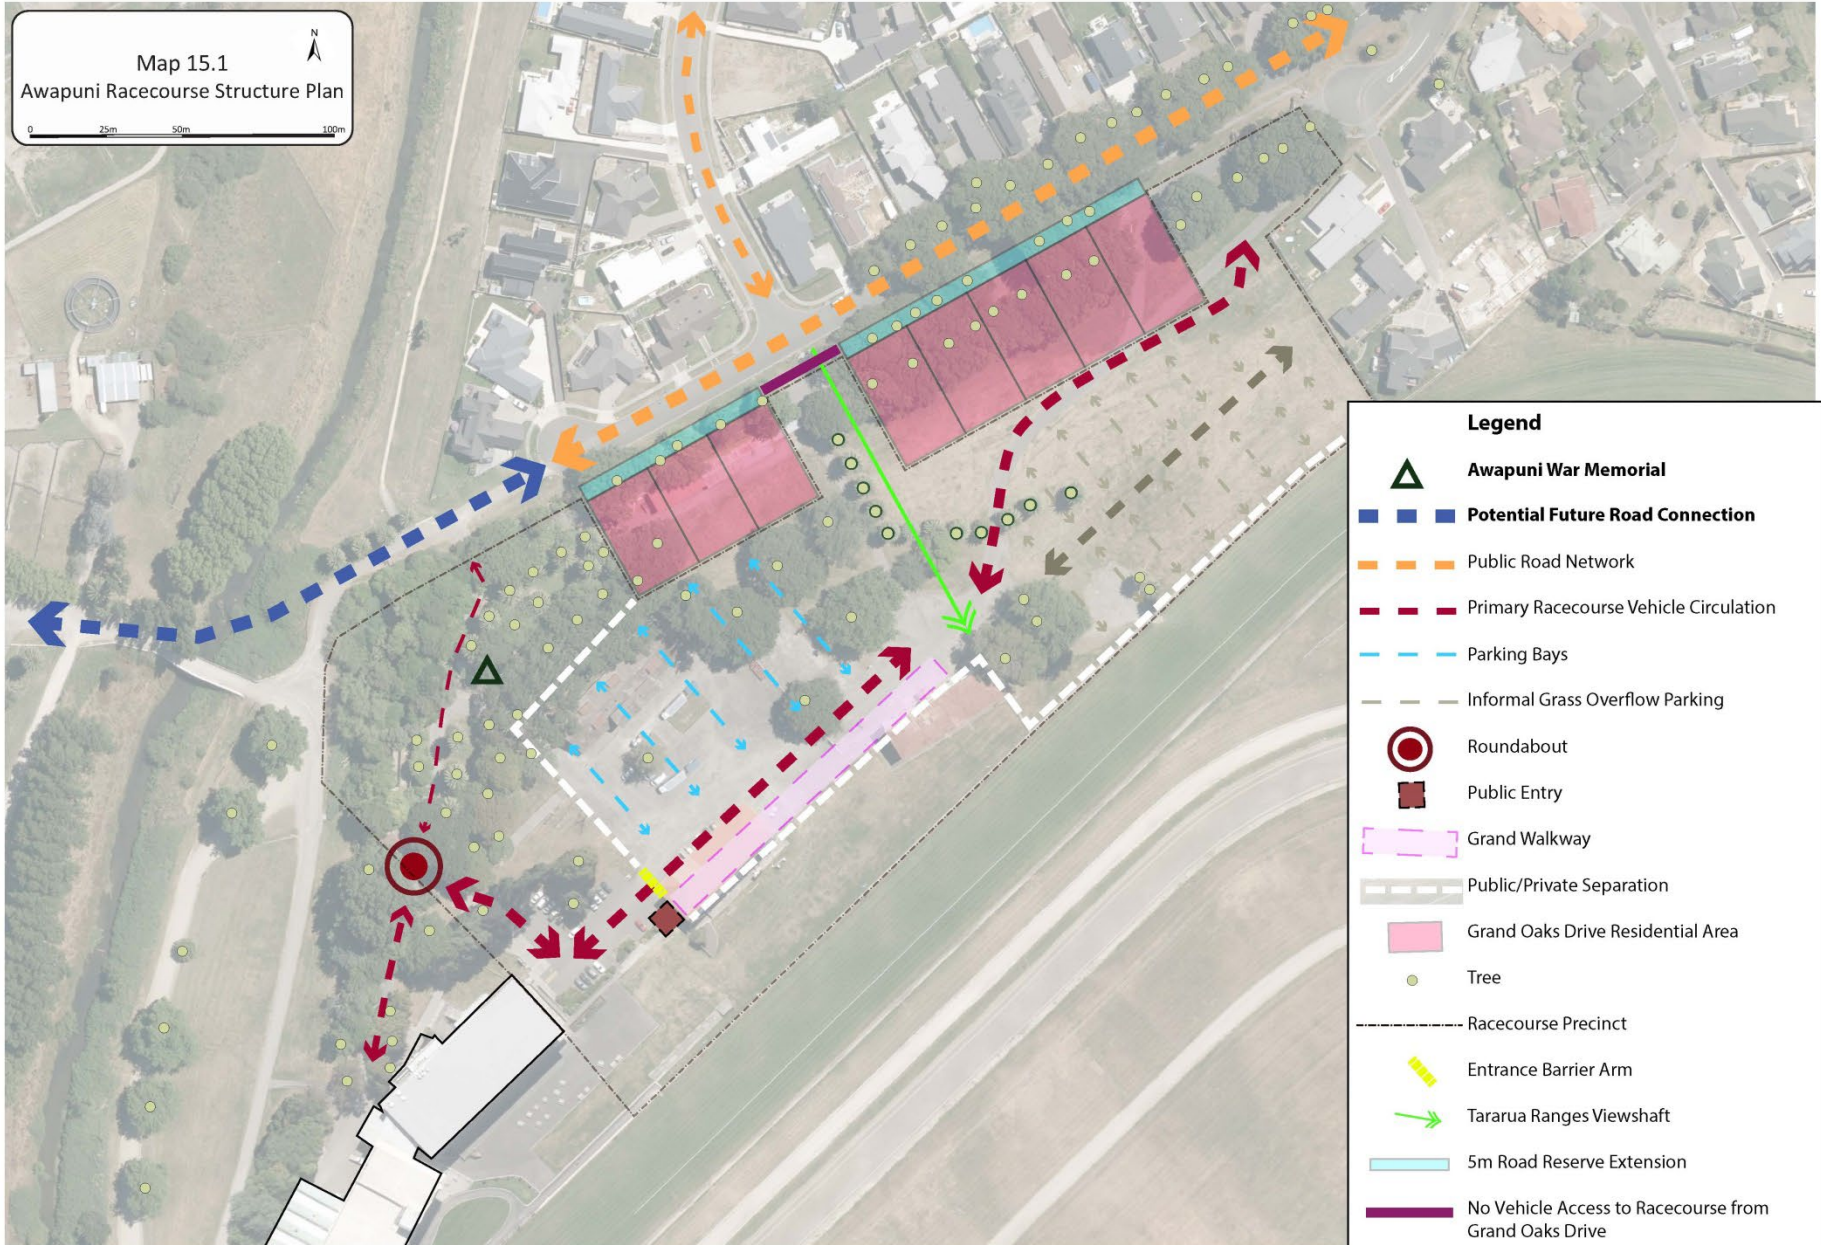 N
Map 15.1
Awapuni Racecourse Structure Plan
0 25m 50m 100m
Legend
Awapuni War Memorial
Potential Future Road Connection
Public Road Network
Primary Racecourse Vehicle Circulation
Parking Bays
Informal Grass Overflow Parking
Roundabout
Public Entry
Grand Walkway
Public/Private Separation
Grand Oaks Drive Residential Area
Tree
Racecourse Precinct
Entrance Barrier Arm
Tararua Ranges Viewshaft
5m Road Reserve Extension
No Vehicle Access to Racecourse from
Grand Oaks Drive